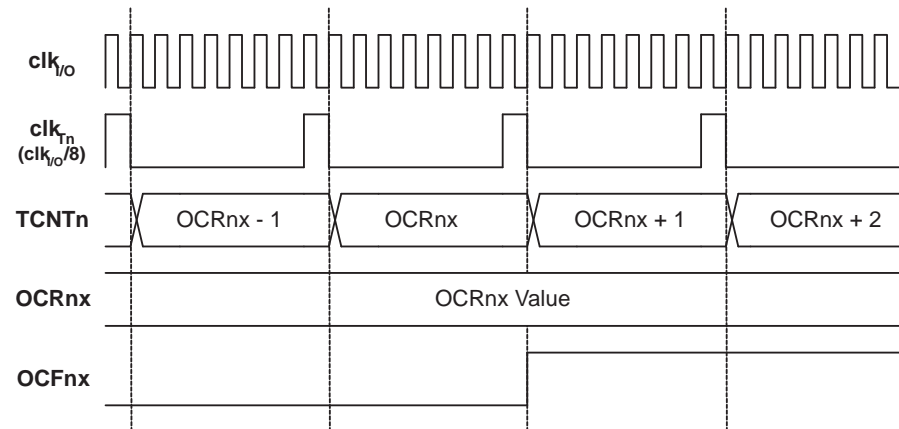 clkI/O
clkTn
(clkI/O/8)
TCNTn
OCRnx - 1
OCRnx
OCRnx + 1
OCRnx + 2
OCRnx
OCRnx Value
OCFnx